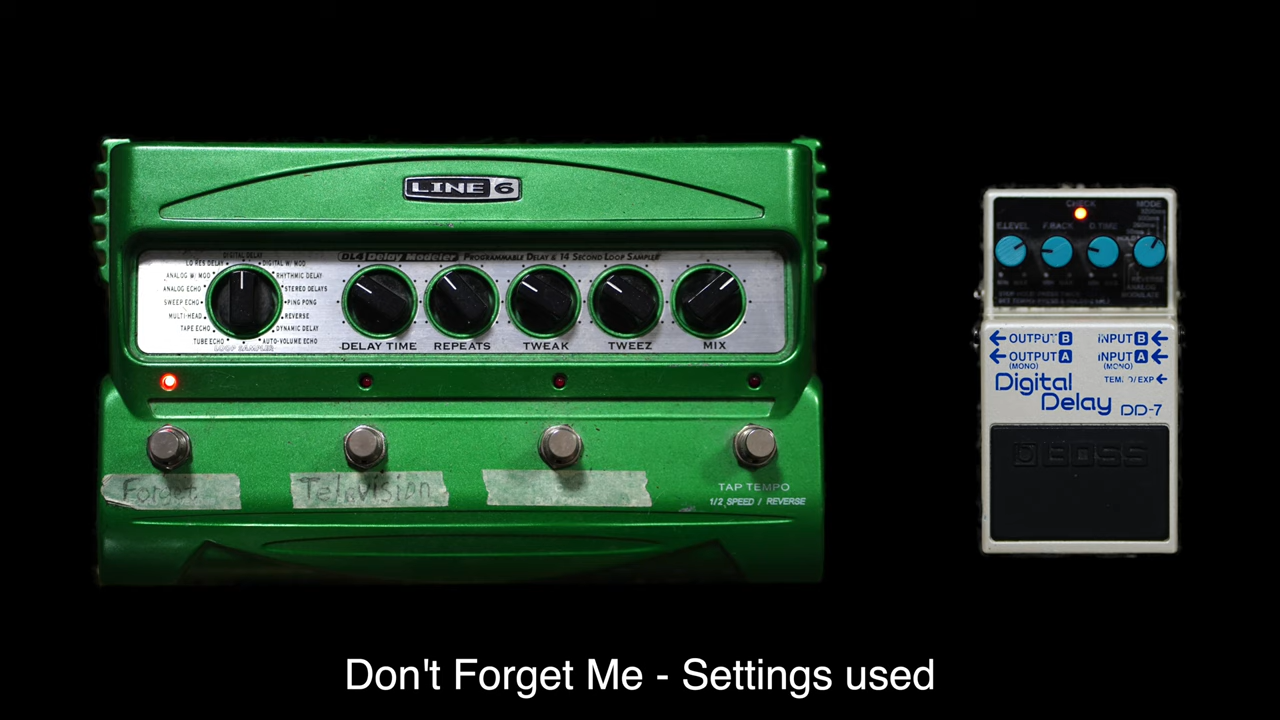 LINE 6
DL4 Delay Modeler Programmable Delay & 14 Second Loop Sampler
DIGITAL DELAY
LO RES DELAY
DIGITAL W/ MOD
ANALOG W/ MOD
RHYTHMIC DELAY
ANALOG ECHO
STEREO DELAYS
SWEEP ECHO
PING PONG
MULTI-HEAD
REVERSE
TAPE ECHO
DYNAMIC DELAY
TUBE ECHO
AUTO-VOLUME ECHO
LOOP SAMPLER
DELAY TIME
REPEATS
TWEAK
TWEEZ
MIX
Forget
Television
TAP TEMPO
1/2 SPEED / REVERSE
CHECK
MODE
E.LEVEL
F.BACK
D.TIME
OUTPUT B
INPUT B
OUTPUT A
INPUT A
(MONO)
(MONO)
TEMPO/EXP
Digital
Delay DD-7
BOSS
Don't Forget Me - Settings used